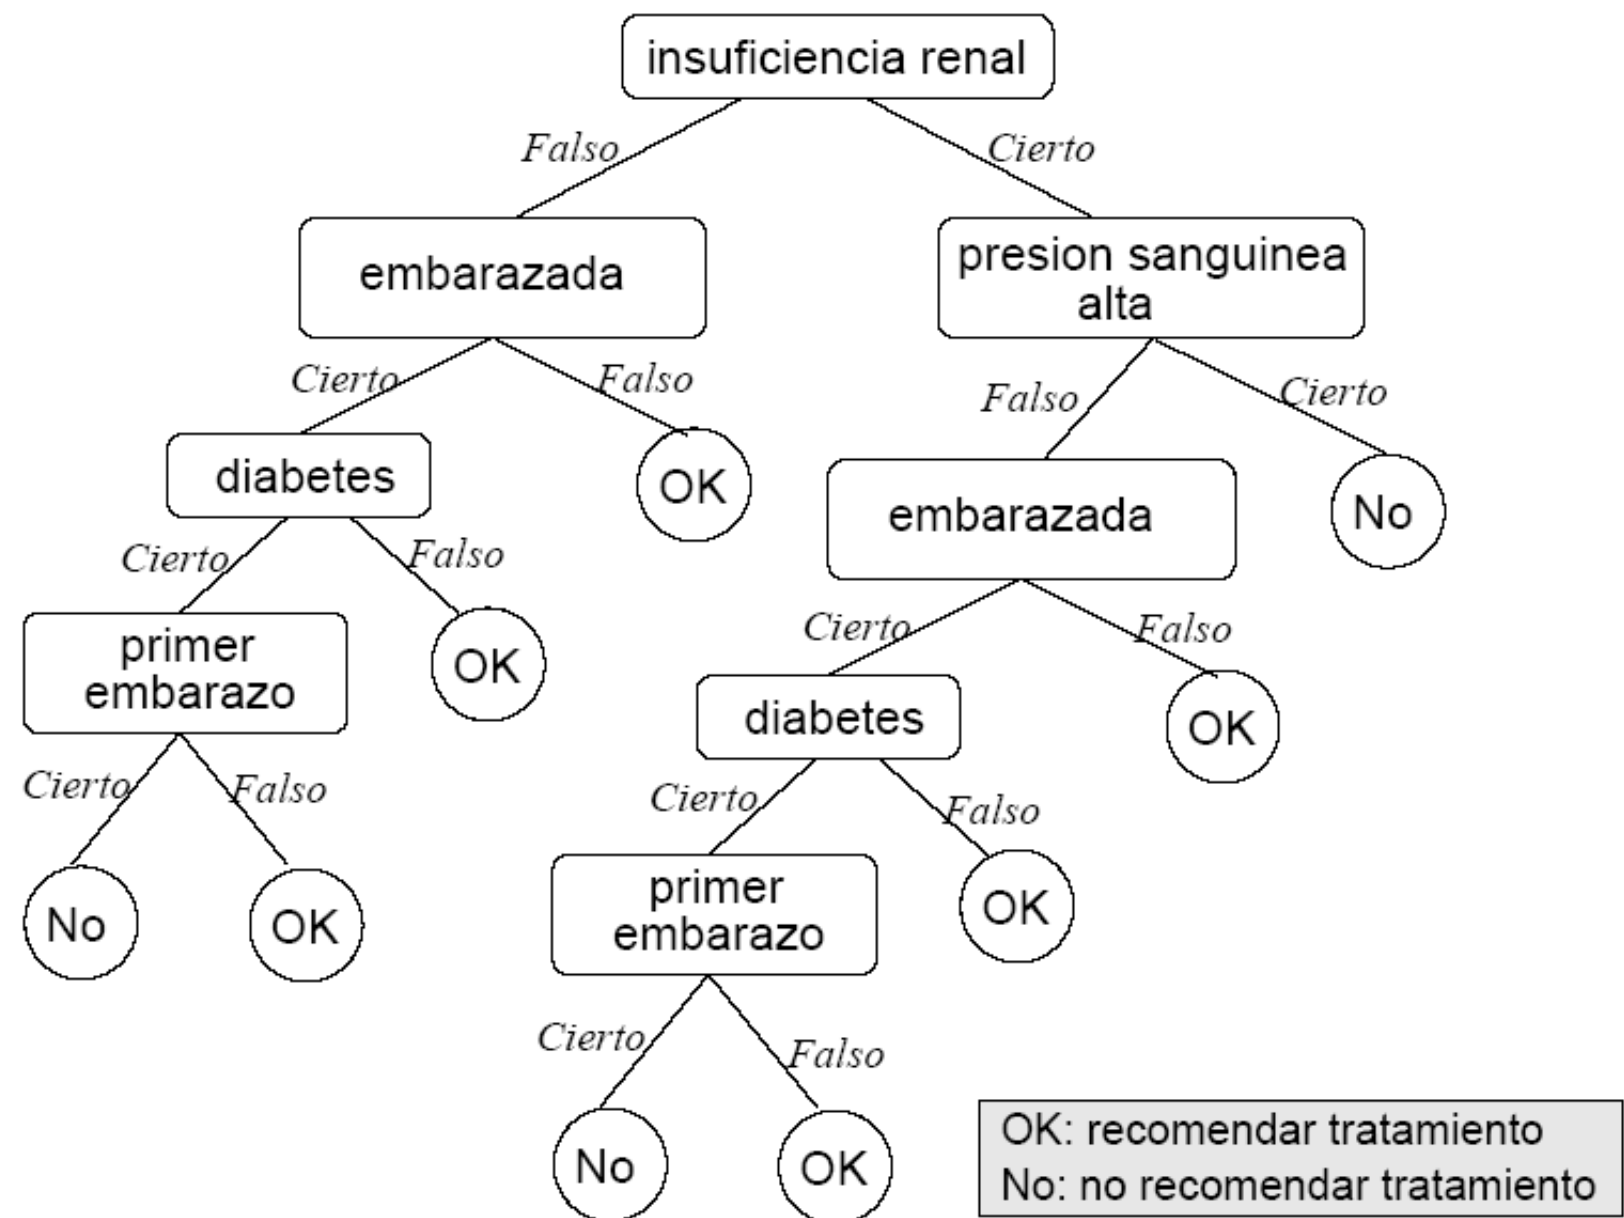 insuficiencia renal
Falso
Cierto
embarazada
presion sanguinea
alta
Cierto
Falso
Falso
Cierto
diabetes
OK
embarazada
No
Cierto
Falso
Cierto
Falso
primer
embarazo
OK
diabetes
OK
Cierto
Falso
Cierto
Falso
No
OK
primer
embarazo
OK
Cierto
Falso
No
OK
OK: recomendar tratamiento
No: no recomendar tratamiento